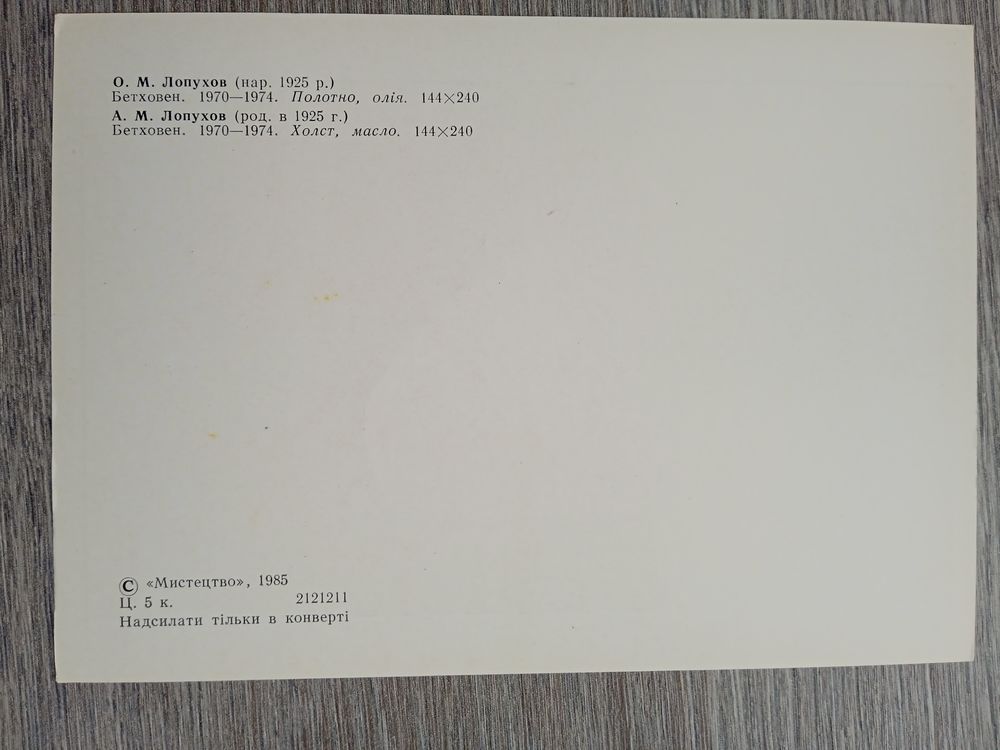 О. М. Лопухов (нар. 1925 р.)
Бетховен. 1970—1974. Полотно, олія. 144×240
А. М. Лопухов (род. в 1925 г.)
Бетховен. 1970—1974. Холст, масло. 144×240
© «Мистецтво», 1985
Ц. 5 к. 2121211
Надсилати тільки в конверті